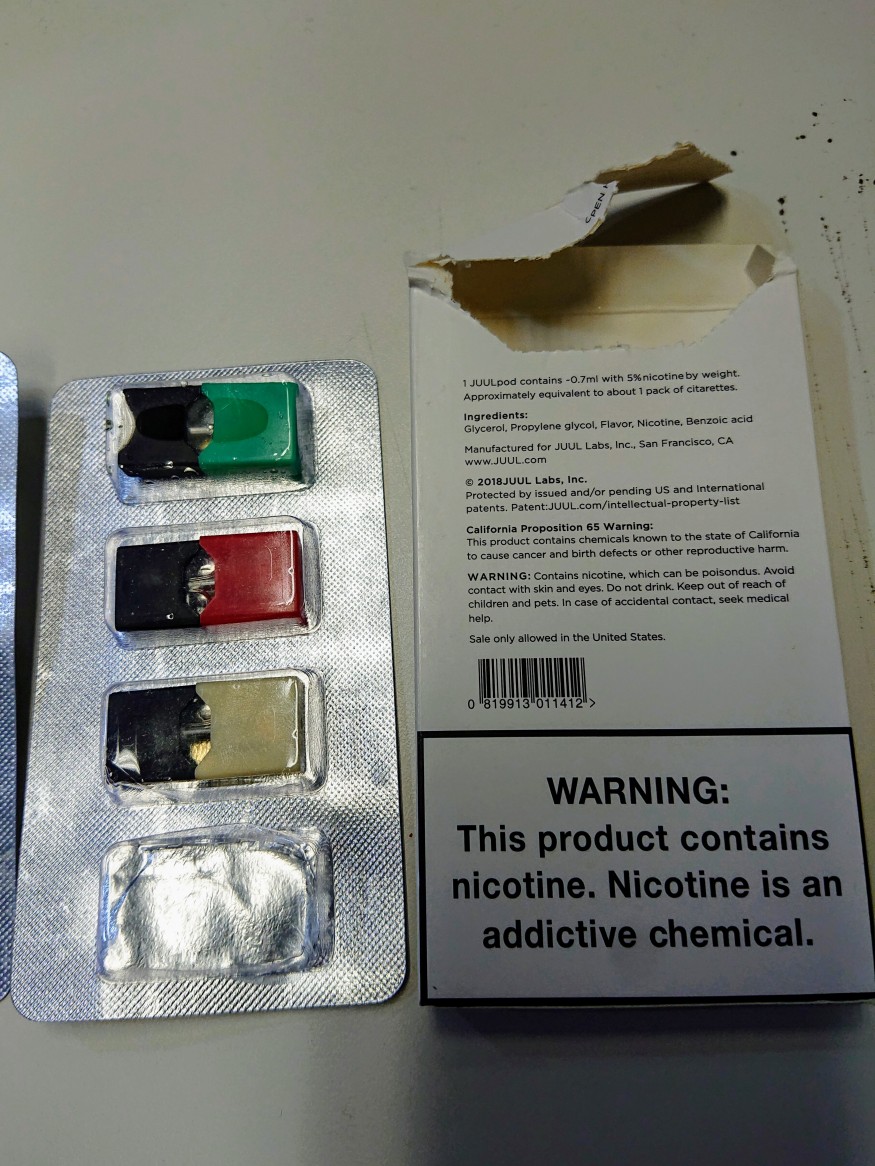 OPEN
1 JUULpod contains ~0.7ml with 5%nicotine by weight.
Approximately equivalent to about 1 pack of citarettes.
Ingredients:
Glycerol, Propylene glycol, Flavor, Nicotine, Benzoic acid
Manufactured for JUUL Labs, Inc., San Francisco, CA
www.JUUL.com
© 2018JUUL Labs, Inc.
Protected by issued and/or pending US and International
patents. Patent:JUUL.com/intellectual-property-list
California Proposition 65 Warning:
This product contains chemicals known to the state of California
to cause cancer and birth defects or other reproductive harm.
WARNING: Contains nicotine, which can be poisondus. Avoid
contact with skin and eyes. Do not drink. Keep out of reach of
children and pets. In case of accidental contact, seek medical
help.
Sale only allowed in the United States.
0 819913 011412 >
WARNING:
This product contains
nicotine. Nicotine is an
addictive chemical.